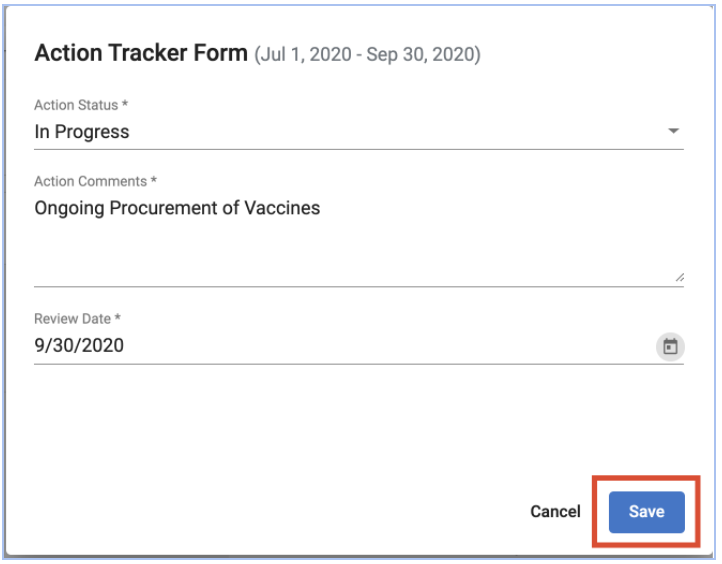 Action Tracker Form (Jul 1, 2020 - Sep 30, 2020)
Action Status *
In Progress
Action Comments *
Ongoing Procurement of Vaccines
Review Date *
9/30/2020
Cancel Save